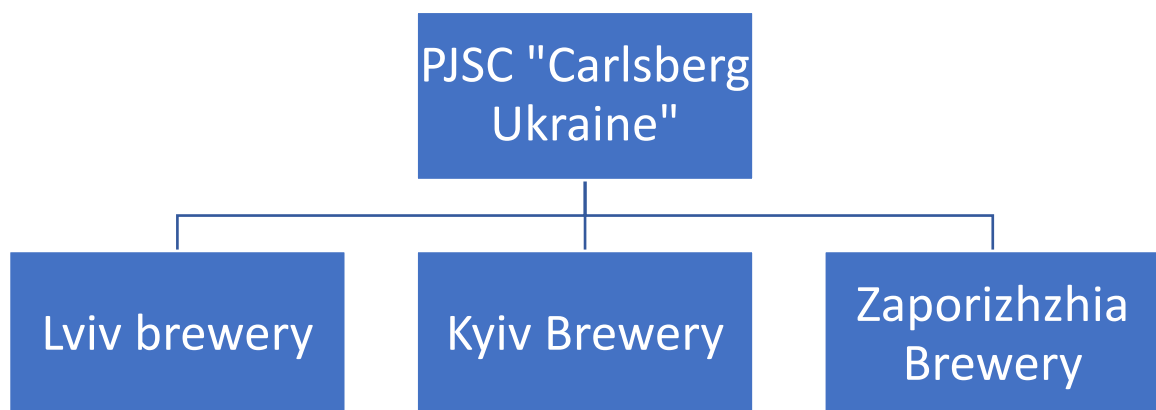 PJSC "Carlsberg
Ukraine"
Lviv brewery
Kyiv Brewery
Zaporizhzhia
Brewery